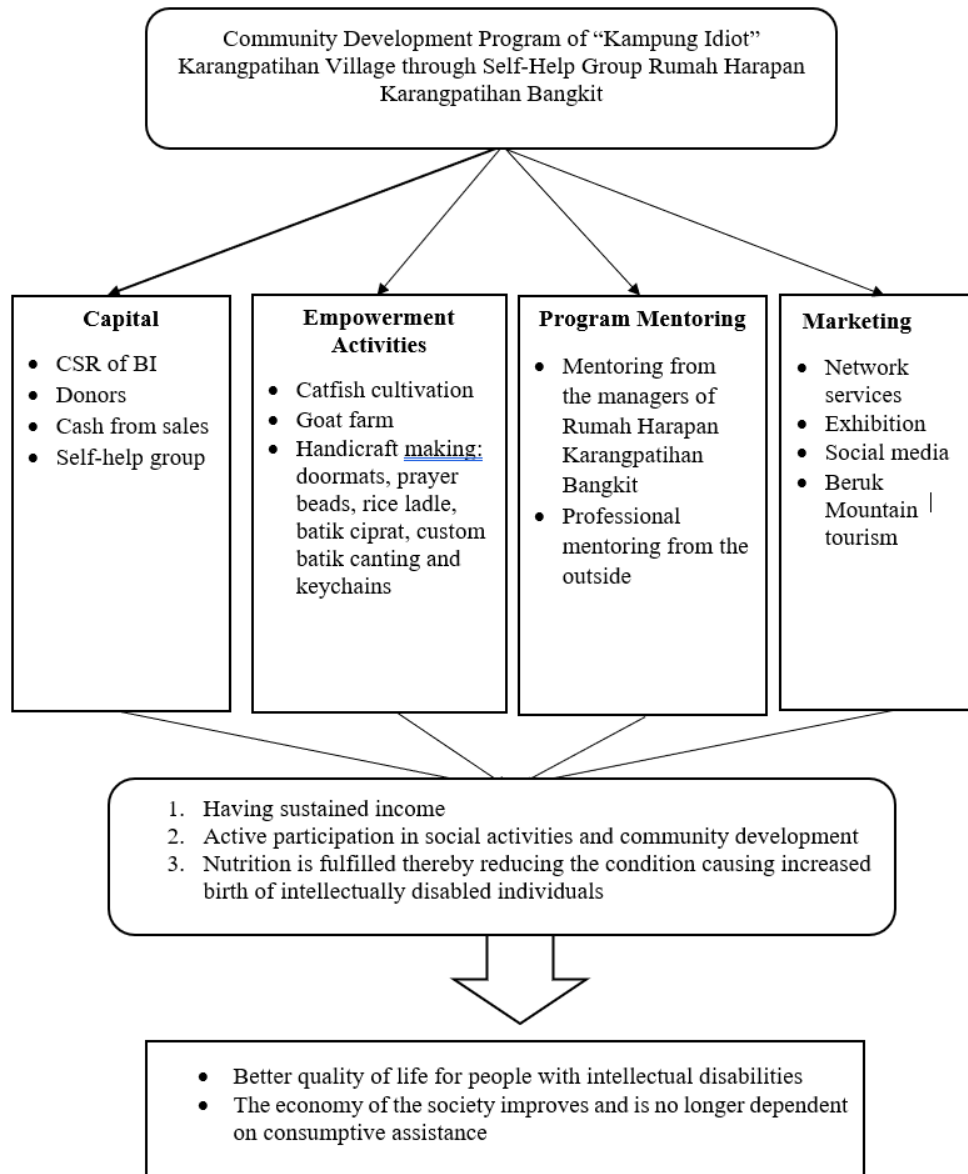 Community Development Program of “Kampung Idiot”
Karangpatihan Village through Self-Help Group Rumah Harapan
Karangpatihan Bangkit
Capital
• CSR of BI
• Donors
• Cash from sales
• Self-help group
Empowerment
Activities
• Catfish cultivation
• Goat farm
• Handicraft making:
doormats, prayer
beads, rice ladle,
batik ciprat, custom
batik canting and
keychains
Program Mentoring
• Mentoring from
the managers of
Rumah Harapan
Karangpatihan
Bangkit
• Professional
mentoring from the
outside
Marketing
• Network
services
• Exhibition
• Social media
• Beruk
Mountain
tourism
1. Having sustained income
2. Active participation in social activities and community development
3. Nutrition is fulfilled thereby reducing the condition causing increased
birth of intellectually disabled individuals
• Better quality of life for people with intellectual disabilities
• The economy of the society improves and is no longer dependent
on consumptive assistance